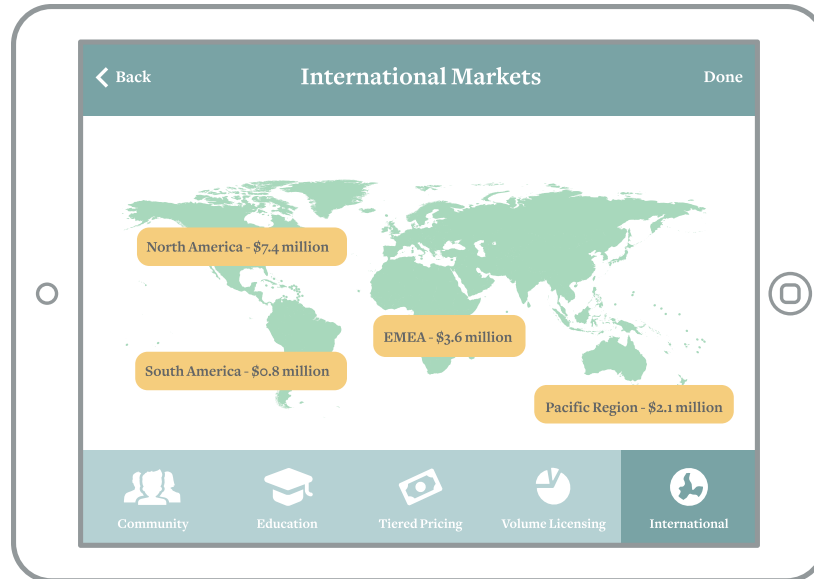 Back
International Markets
Done
North America - $7.4 million
EMEA - $3.6 million
South America - $0.8 million
Pacific Region - $2.1 million
Community
Education
Tiered Pricing
Volume Licensing
International